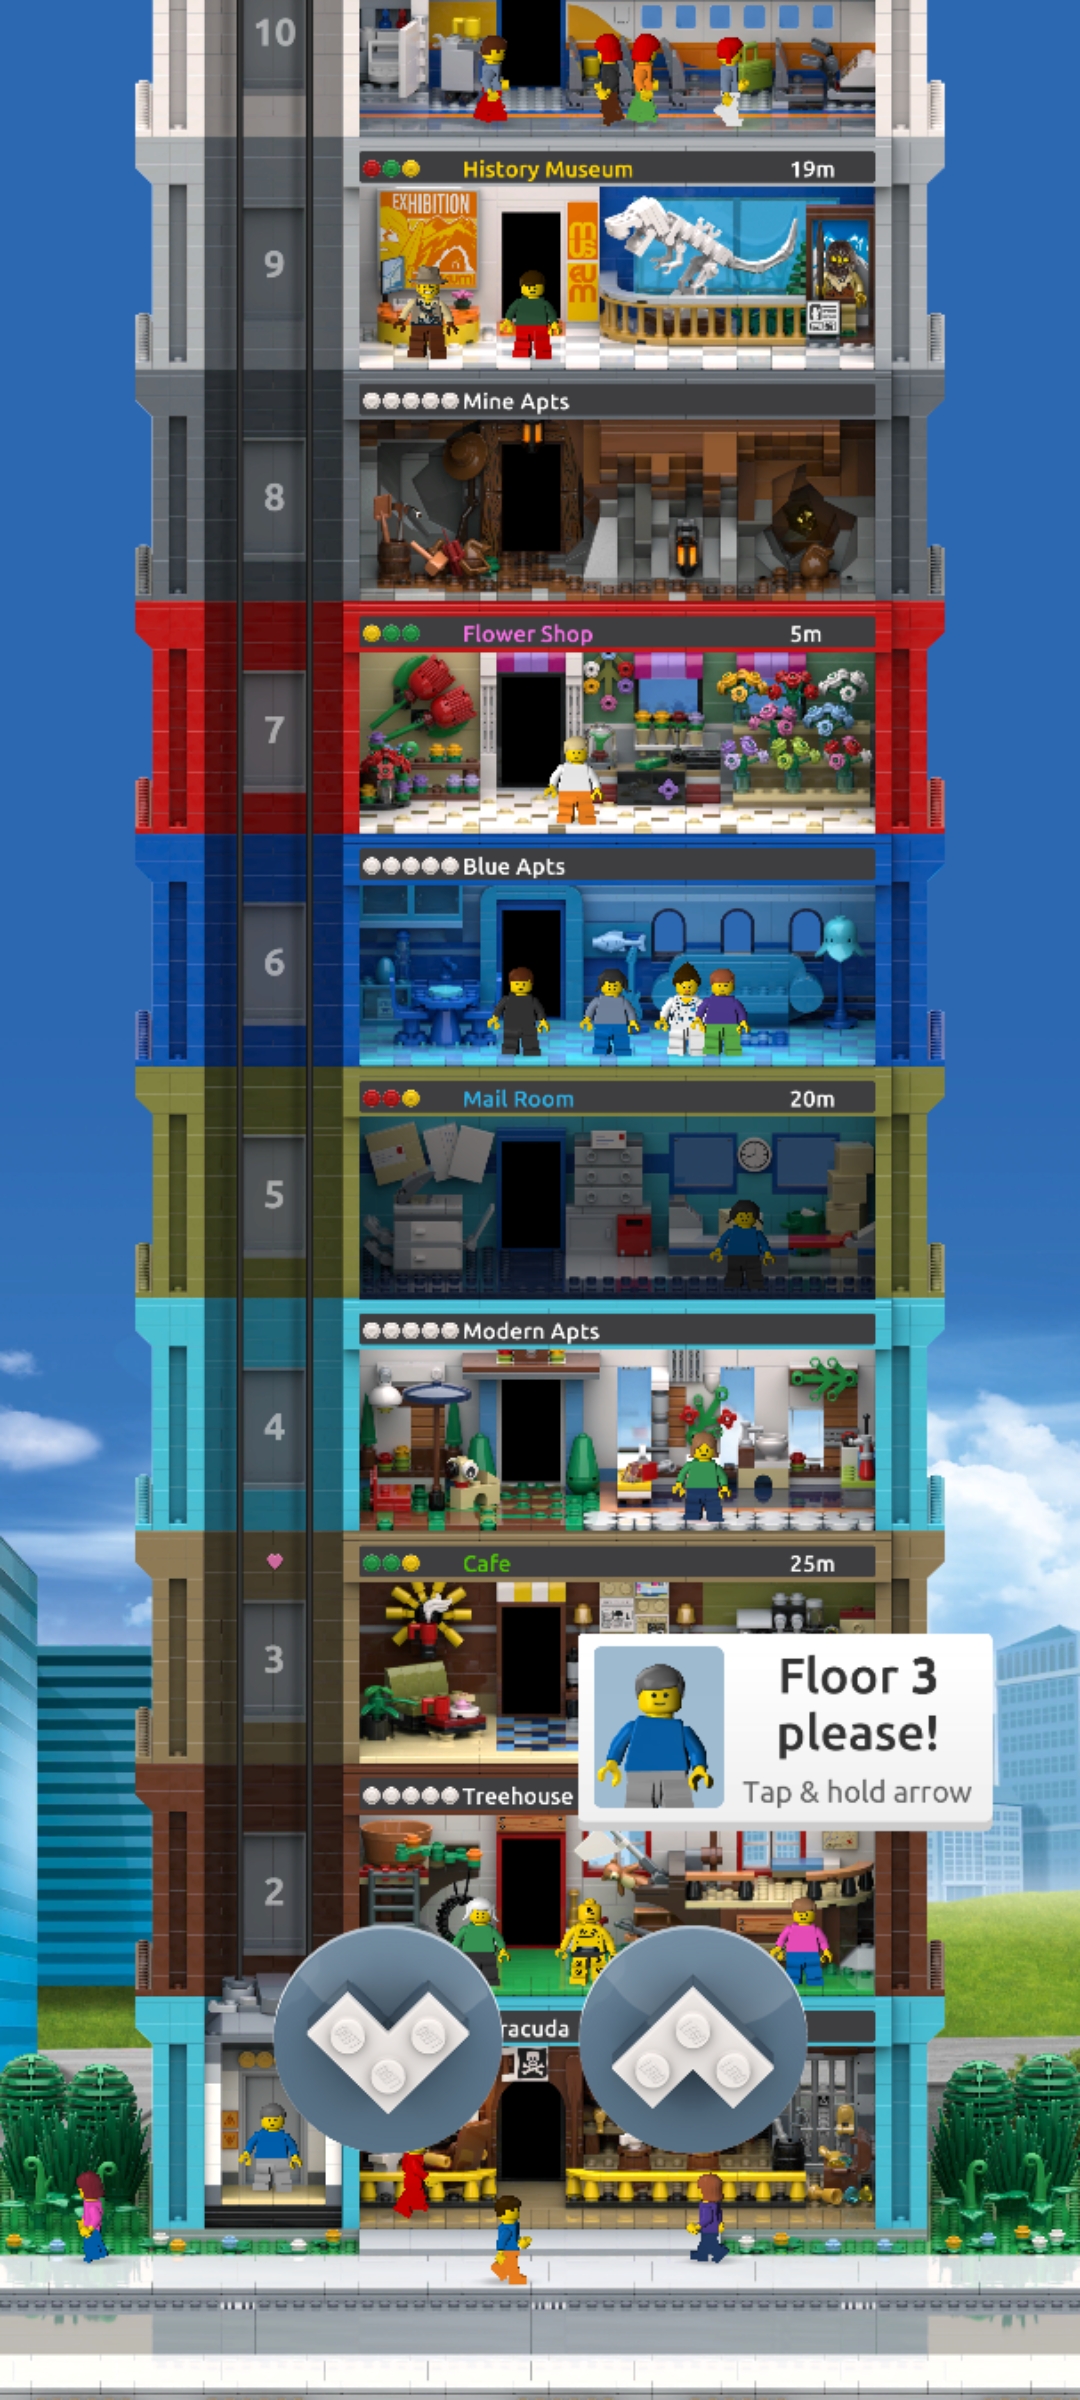 10
History Museum 19m
EXHIBITION
9
Mine Apts
8
Flower Shop 5m
7
Blue Apts
6
Mail Room 20m
5
Modern Apts
4
Cafe 25m
3
Floor 3
please!
Tap & hold arrow
Treehouse
2
racuda